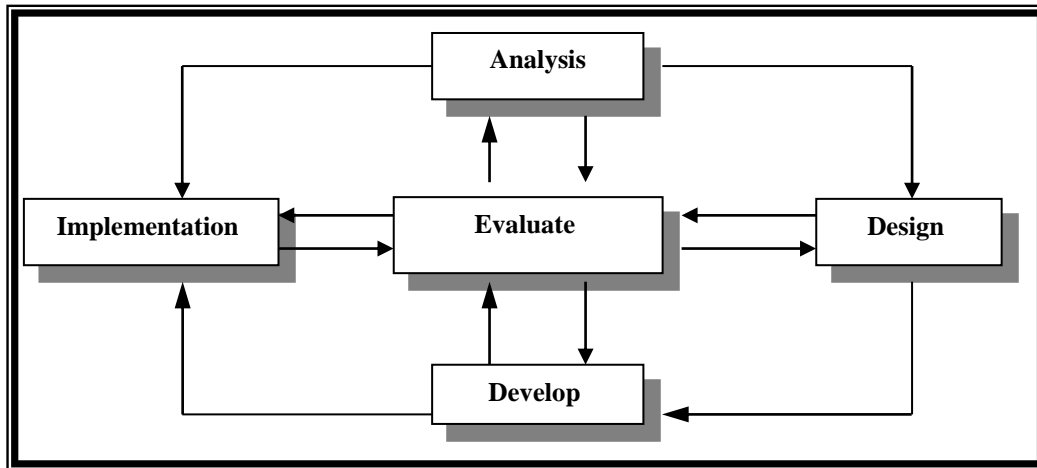 Analysis
Implementation
Evaluate
Design
Develop